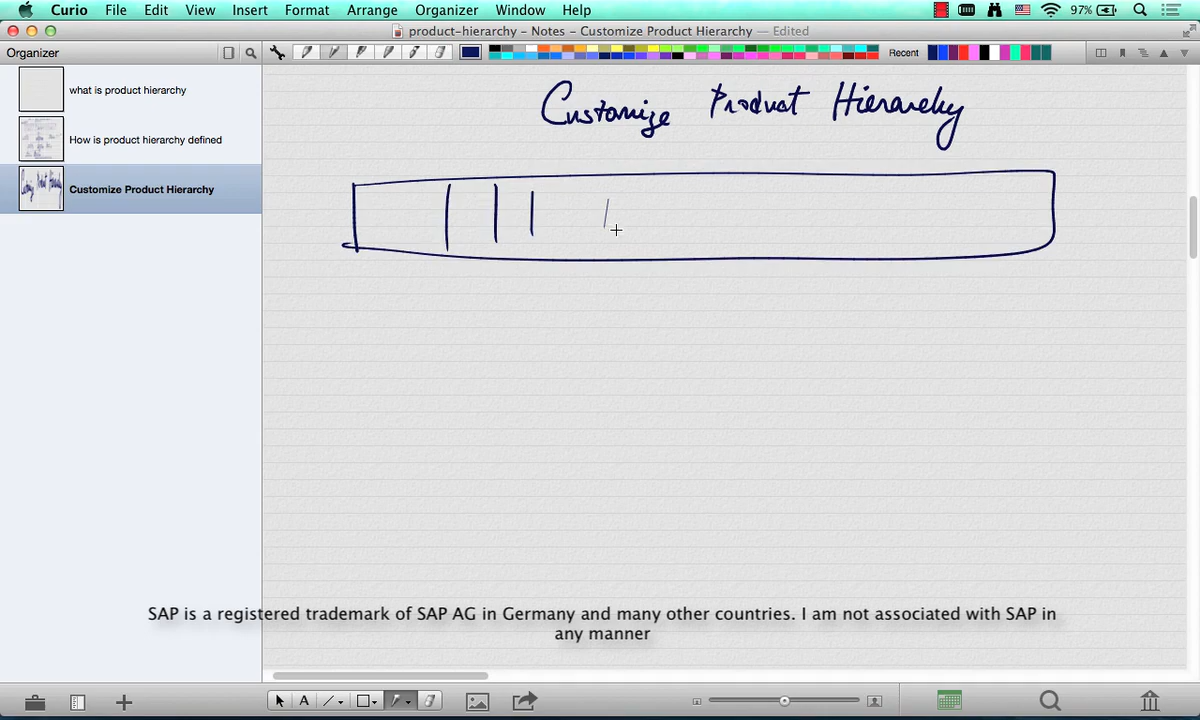 Curio File Edit View Insert Format Arrange Organizer Window Help 97%
product-hierarchy – Notes – Customize Product Hierarchy — Edited
Organizer Recent
what is product hierarchy
How is product hierarchy defined
Customize Product Hierarchy
Customize Product Hierarchy
SAP is a registered trademark of SAP AG in Germany and many other countries. I am not associated with SAP in
any manner
A